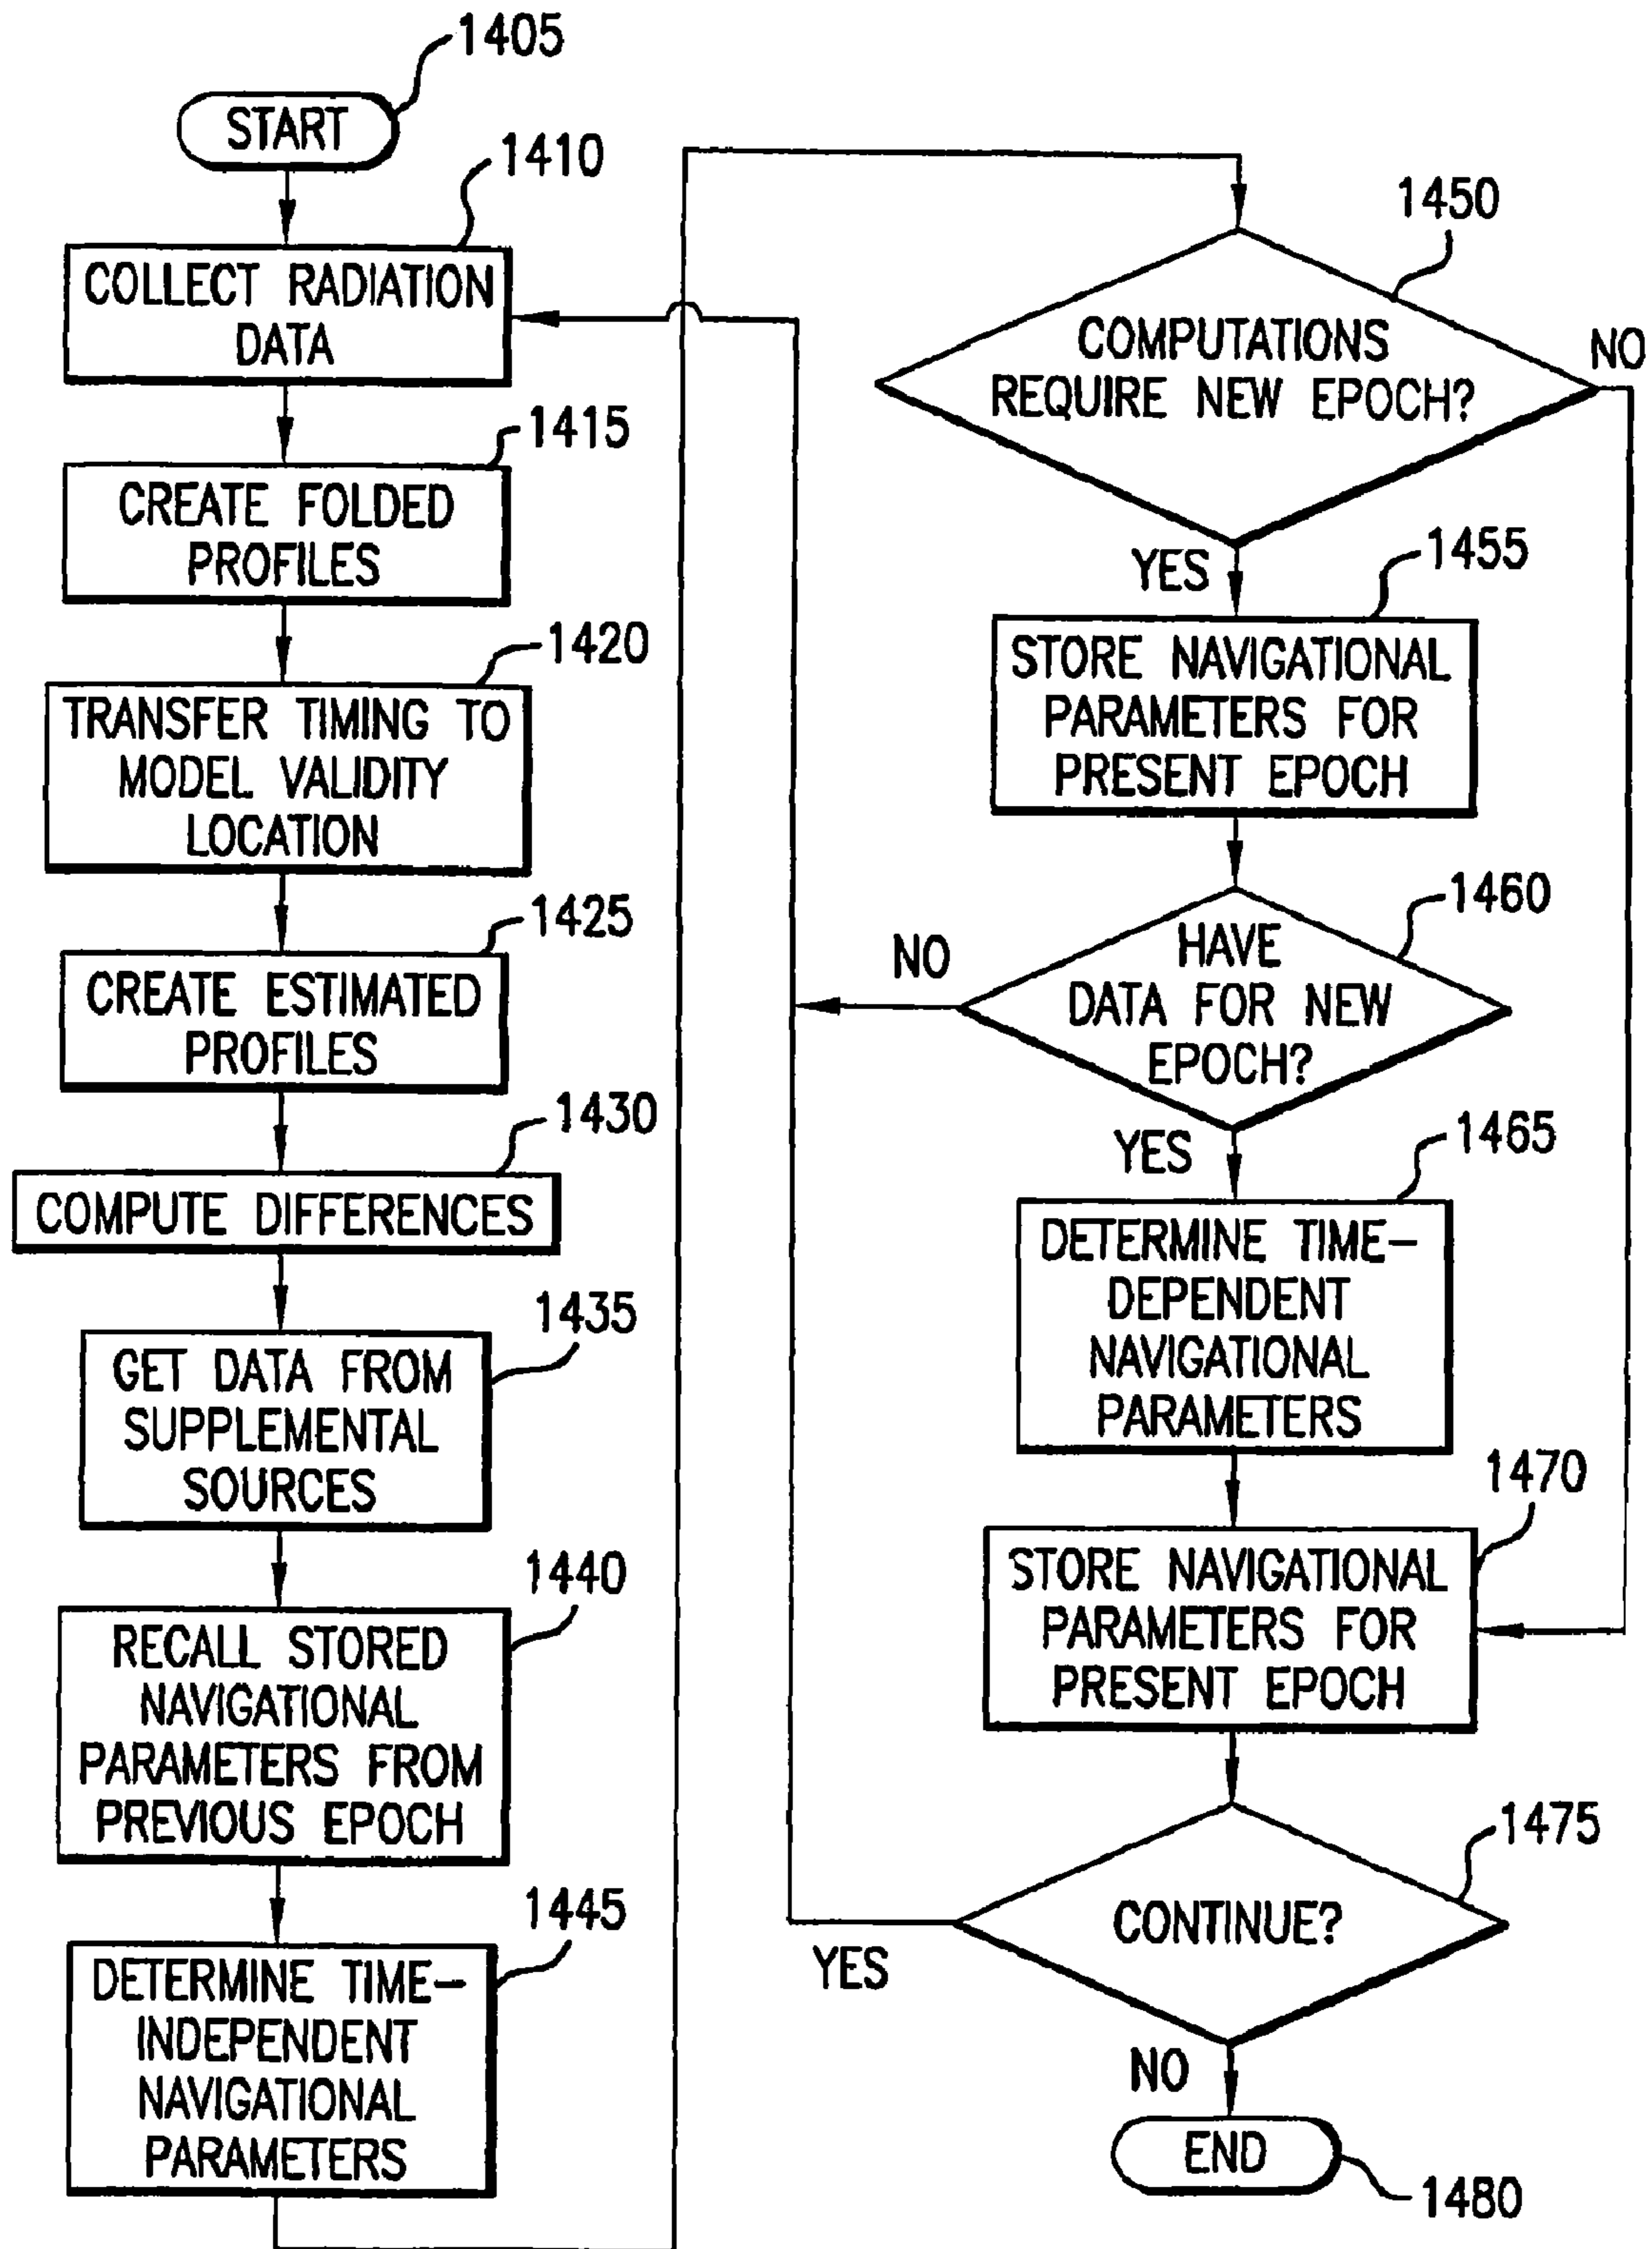 1405
START
1410
COLLECT RADIATION
DATA
1415
CREATE FOLDED
PROFILES
1420
TRANSFER TIMING TO
MODEL VALIDITY
LOCATION
1425
CREATE ESTIMATED
PROFILES
1430
COMPUTE DIFFERENCES
1435
GET DATA FROM
SUPPLEMENTAL
SOURCES
1440
RECALL STORED
NAVIGATIONAL
PARAMETERS FROM
PREVIOUS EPOCH
1445
DETERMINE TIME-
INDEPENDENT
NAVIGATIONAL
PARAMETERS
1450
COMPUTATIONS
REQUIRE NEW EPOCH?
NO
YES
1455
STORE NAVIGATIONAL
PARAMETERS FOR
PRESENT EPOCH
1460
HAVE
DATA FOR NEW
EPOCH?
NO
YES
1465
DETERMINE TIME-
DEPENDENT
NAVIGATIONAL
PARAMETERS
1470
STORE NAVIGATIONAL
PARAMETERS FOR
PRESENT EPOCH
1475
CONTINUE?
YES
NO
END
1480